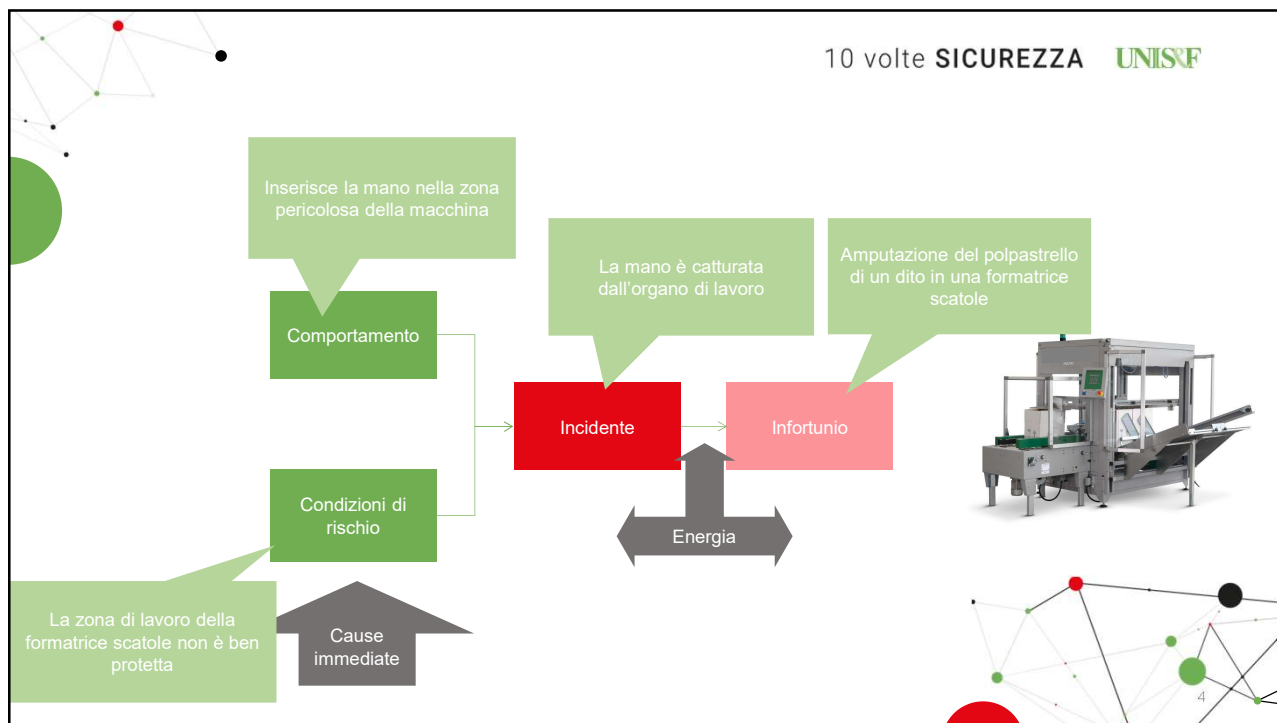 10 volte SICUREZZA UNIS&F
Inserisce la mano nella zona
pericolosa della macchina
La mano è catturata
dall'organo di lavoro
Amputazione del polpastrello
di un dito in una formatrice
scatole
Comportamento
Incidente
Infortunio
Condizioni di
rischio
Energia
La zona di lavoro della
formatrice scatole non è ben
protetta
Cause
immediate
4